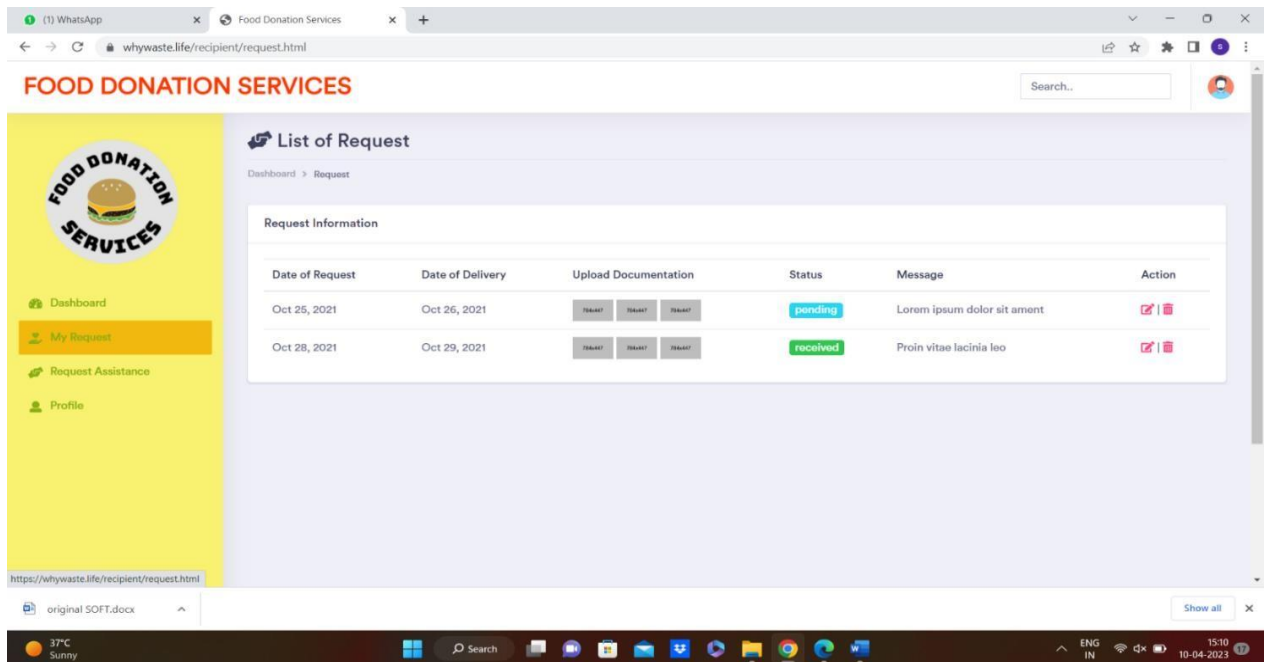 (1) WhatsApp
Food Donation Services
whywaste.life/recipient/request.html
S
FOOD DONATION SERVICES
Search..
FOOD DONATION SERVICES
List of Request
Dashboard > Request
Request Information
Date of Request Date of Delivery Upload Documentation Status Message Action
Oct 25, 2021 Oct 26, 2021 pending Lorem ipsum dolor sit ament |
Oct 28, 2021 Oct 29, 2021 received Proin vitae lacinia leo |
Dashboard
My Request
Request Assistance
Profile
https://whywaste.life/recipient/request.html
original SOFT.docx
Show all
37°C
Sunny
Search
ENG
IN
15:10
10-04-2023
17